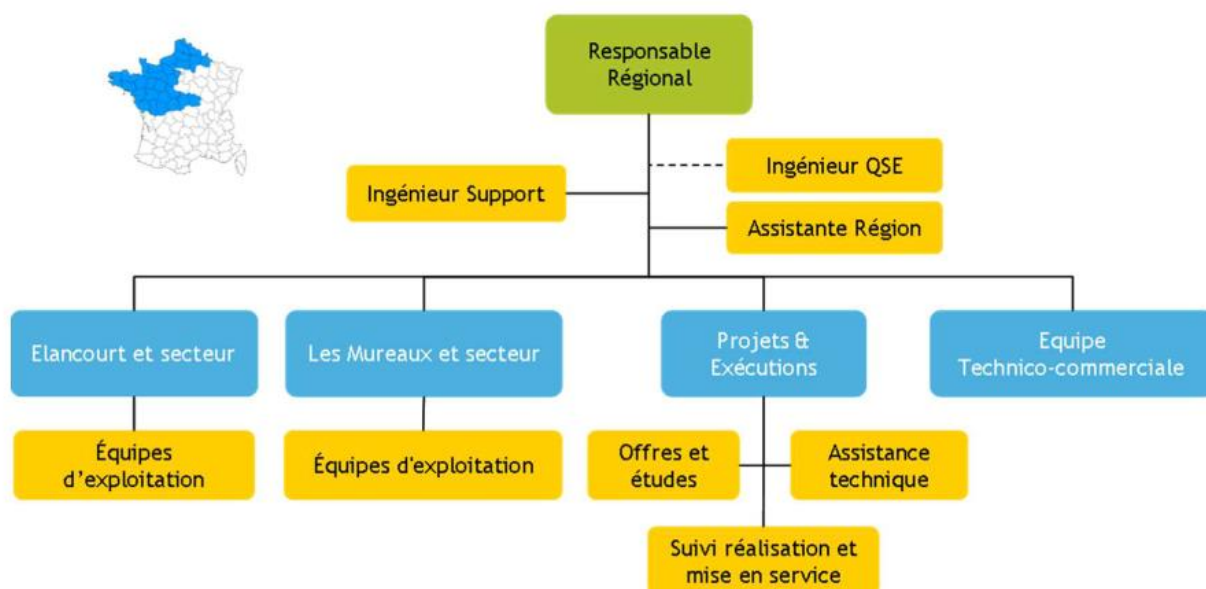 Responsable
Régional
Ingénieur QSE
Ingénieur Support
Assistante Région
Elancourt et secteur
Les Mureaux et secteur
Projets &
Exécutions
Equipe
Technico-commerciale
Équipes
d’exploitation
Équipes d'exploitation
Offres et
études
Assistance
technique
Suivi réalisation et
mise en service